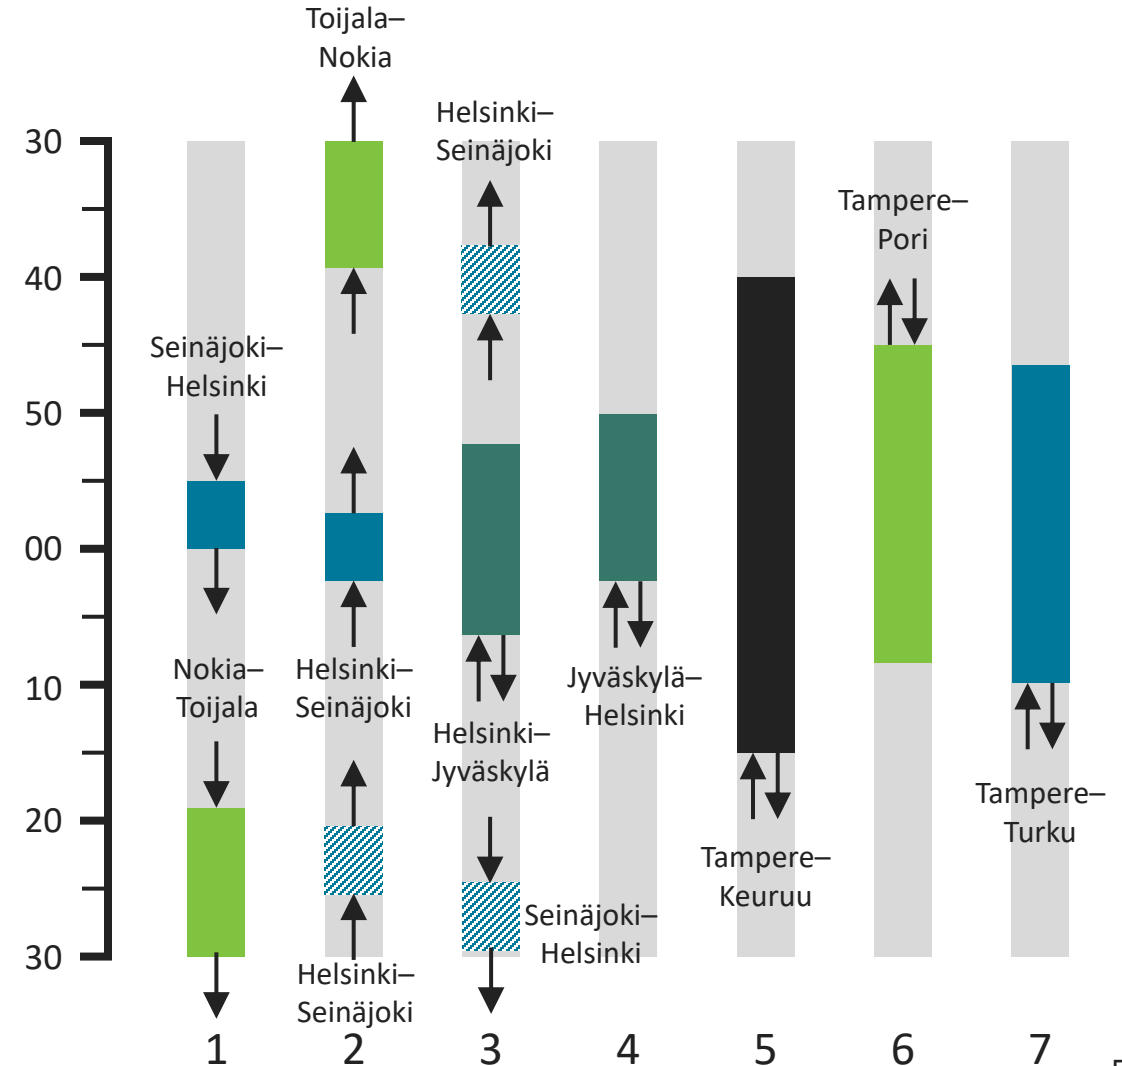 Toijala–
Nokia
Helsinki–
Seinäjoki
30
Tampere–
Pori
40
Seinäjoki–
Helsinki
50
00
Nokia–
Toijala
Helsinki–
Seinäjoki
Jyväskylä–
Helsinki
10
Helsinki–
Jyväskylä
Tampere–
Turku
20
Tampere–
Keuruu
Seinäjoki–
Helsinki
30
Helsinki–
Seinäjoki
1 2 3 4 5 6 7